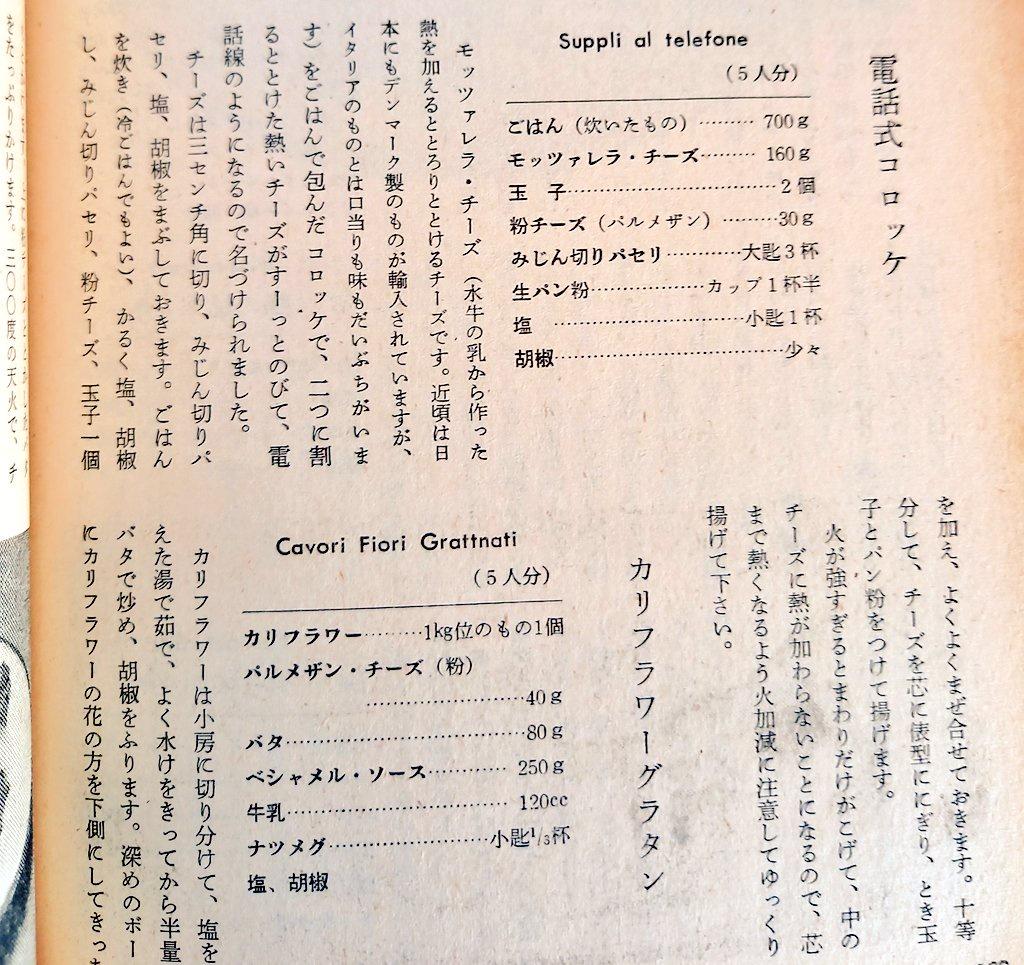 電話式コロッケ
Suppli al telefone
(5人分)
ごはん(炊いたもの)………700g
モッツァレラ・チーズ………160g
玉 子………2個
粉チーズ(パルメザン)………30g
みじん切りパセリ………大匙3杯
生パン粉………カップ1杯半
塩 ………小匙1杯
胡椒………少々
モッツァレラ・チーズ(水牛の乳から作った
熱を加えるととろりととけるチーズです。近頃は日
本にもデンマーク製のものが輸入されていますが、
イタリアのものとは口当りも味もだいぶちがいま
す)をごはんで包んだコロッケで、二つに割
るととけた熱いチーズがすーっとのびて、電
話線のようになるので名づけられました。
チーズは三センチ角に切り、みじん切りパ
セリ、塩、胡椒をまぶしておきます。ごはん
を炊き(冷ごはんでもよい)、かるく塩、胡椒
し、みじん切りパセリ、粉チーズ、玉子一個
を加え、よくよくまぜ合せておきます。十等
分して、チーズを芯に俵型ににぎり、とき玉
子とパン粉をつけて揚げます。
火が強すぎるとまわりだけがこげて、中の
チーズに熱が加わらないことになるので、芯
まで熱くなるよう火加減に注意してゆっくり
揚げて下さい。
カリフラワーグラタン
Cavori Fiori Grattnati
(5人分)
カリフラワー………1kg位のもの1個
パルメザン・チーズ(粉)
………40g
バタ………80g
ベシャメル・ソース………250g
牛乳………120cc
ナツメグ………小匙1/3杯
塩、胡椒
カリフラワーは小房に切り分けて、塩を
えた湯で茹で、よく水けをきってから半量
バタで炒め、胡椒をふります。深めのボー
にカリフラワーの花の方を下側にしてきっ
をたっぷりかけます。二〇〇度の天火で、チ